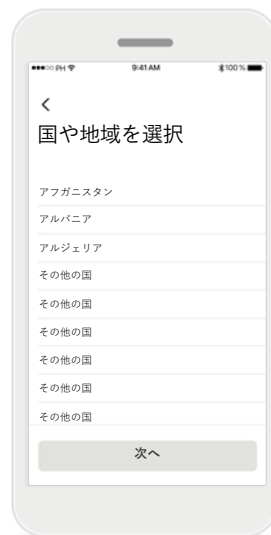 ●●●○○ PH 9:41 AM 100%
<
国や地域を選択
アフガニスタン
アルバニア
アルジェリア
その他の国
その他の国
その他の国
その他の国
その他の国
その他の国
次へ